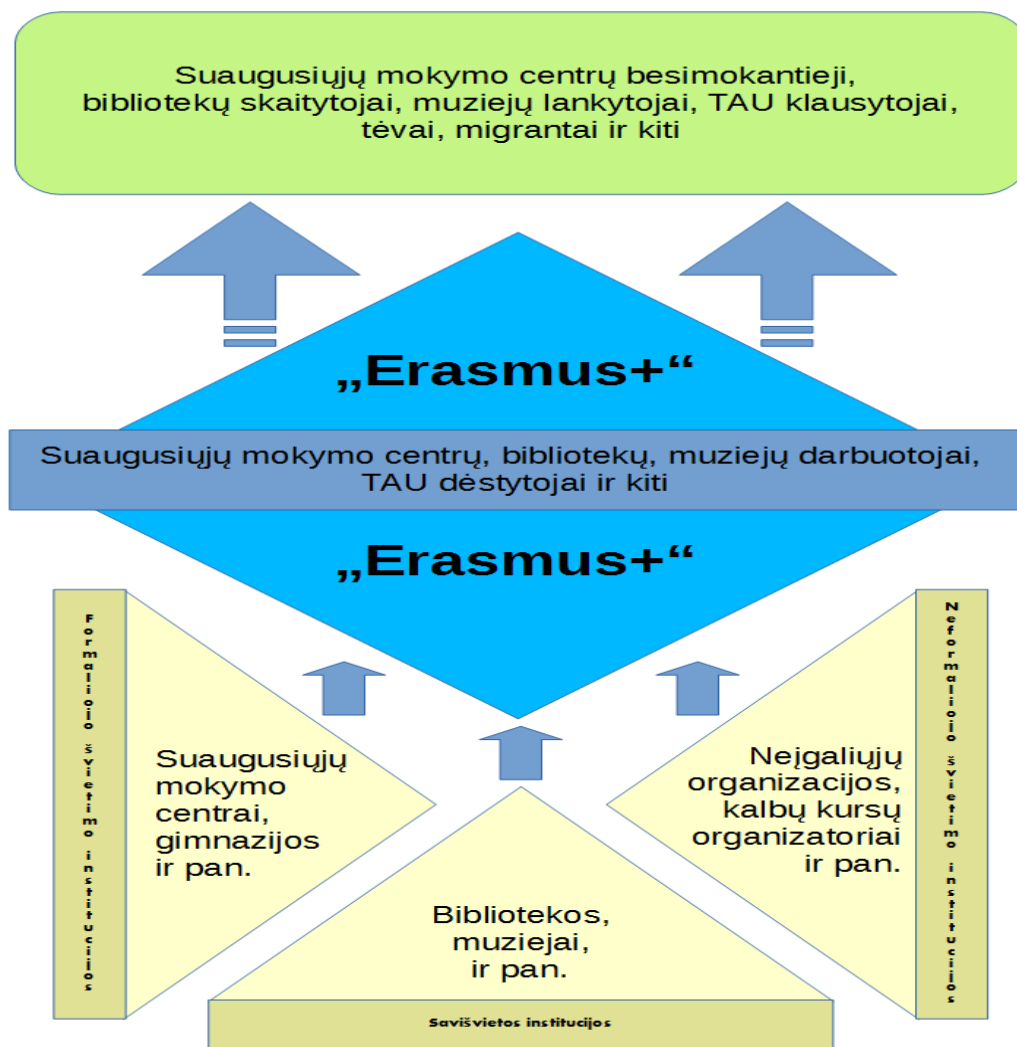 Suaugusiųjų mokymo centrų besimokantieji,
bibliotekų skaitytojai, muziejų lankytojai, TAU klausytojai,
tėvai, migrantai ir kiti
„Erasmus+“
Suaugusiųjų mokymo centrų, bibliotekų, muziejų darbuotojai,
TAU dėstytojai ir kiti
„Erasmus+“
Formaliojo švietimo institucijos
Suaugusiųjų
mokymo
centrai,
gimnazijos
ir pan.
Neįgaliųjų
organizacijos,
kalbų kursų
organizatoriai
ir pan.
Neformaliojo švietimo institucijos
Bibliotekos,
muziejai,
ir pan.
Savišvietos institucijos